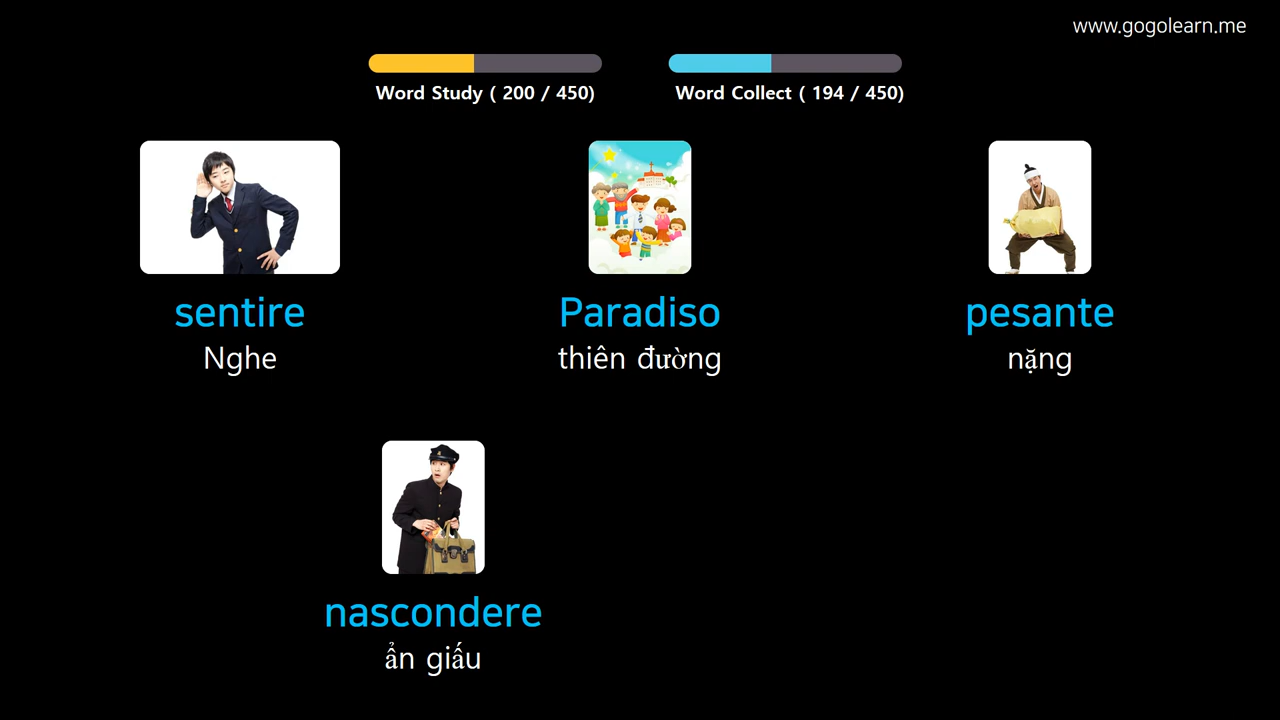 www.gogolearn.me
Word Study ( 200 / 450)
Word Collect ( 194 / 450)
sentire
Nghe
Paradiso
thiên đường
pesante
nặng
nascondere
ẩn giấu